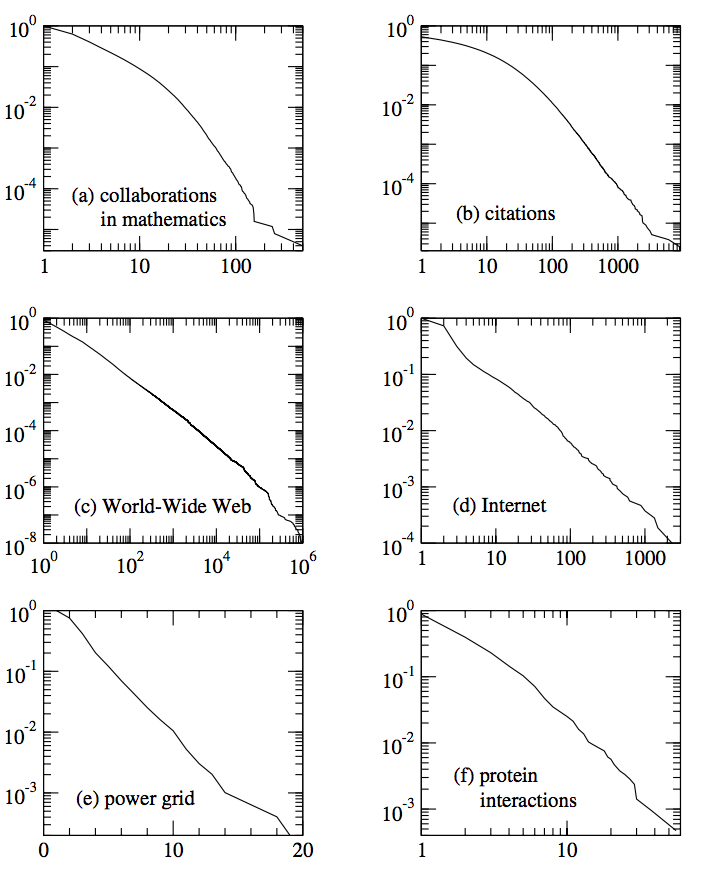 10^0
10^-2
10^-4
(a) collaborations
in mathematics
1 10 100
10^0
10^-2
10^-4
(b) citations
1 10 100 1000
10^0
10^-2
10^-4
10^-6
10^-8
(c) World-Wide Web
10^0 10^2 10^4 10^6
10^0
10^-1
10^-2
10^-3
10^-4
(d) Internet
1 10 100 1000
10^0
10^-1
10^-2
10^-3
(e) power grid
0 10 20
10^0
10^-1
10^-2
10^-3
(f) protein
interactions
1 10